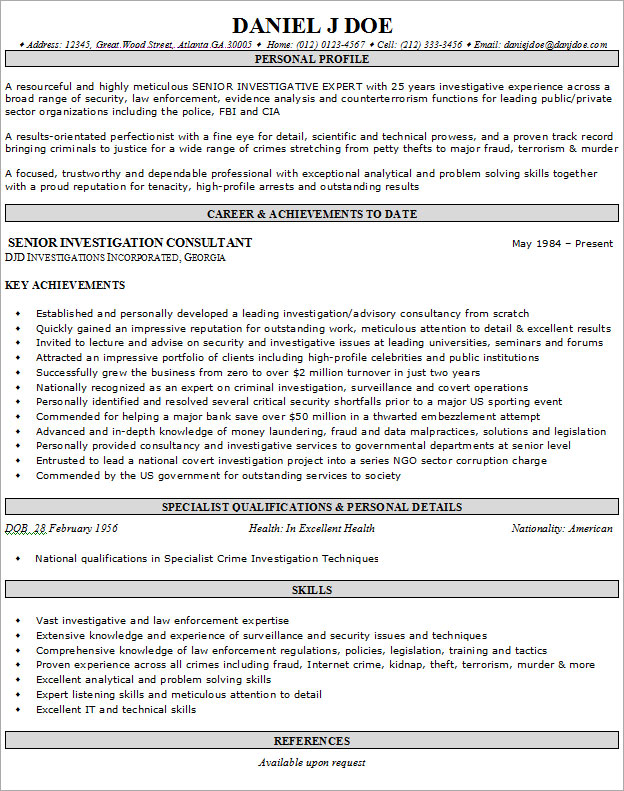 DANIEL J DOE
♦ Address: 12345, Great.Wood.Street, Atlanta.GA.30005 ♦ Home: (012) 0123-4567 ♦ Cell: (212) 333-3456 ♦ Email: daniejdoe@danjdoe.com
PERSONAL PROFILE
A resourceful and highly meticulous SENIOR INVESTIGATIVE EXPERT with 25 years investigative experience across a
broad range of security, law enforcement, evidence analysis and counterterrorism functions for leading public/private
sector organizations including the police, FBI and CIA
A results-orientated perfectionist with a fine eye for detail, scientific and technical prowess, and a proven track record
bringing criminals to justice for a wide range of crimes stretching from petty thefts to major fraud, terrorism & murder
A focused, trustworthy and dependable professional with exceptional analytical and problem solving skills together
with a proud reputation for tenacity, high-profile arrests and outstanding results
CAREER & ACHIEVEMENTS TO DATE
SENIOR INVESTIGATION CONSULTANT May 1984 – Present
DJD INVESTIGATIONS INCORPORATED, GEORGIA
KEY ACHIEVEMENTS
♦ Established and personally developed a leading investigation/advisory consultancy from scratch
♦ Quickly gained an impressive reputation for outstanding work, meticulous attention to detail & excellent results
♦ Invited to lecture and advise on security and investigative issues at leading universities, seminars and forums
♦ Attracted an impressive portfolio of clients including high-profile celebrities and public institutions
♦ Successfully grew the business from zero to over $2 million turnover in just two years
♦ Nationally recognized as an expert on criminal investigation, surveillance and covert operations
♦ Personally identified and resolved several critical security shortfalls prior to a major US sporting event
♦ Commended for helping a major bank save over $50 million in a thwarted embezzlement attempt
♦ Advanced and in-depth knowledge of money laundering, fraud and data malpractices, solutions and legislation
♦ Personally provided consultancy and investigative services to governmental departments at senior level
♦ Entrusted to lead a national covert investigation project into a series NGO sector corruption charge
♦ Commended by the US government for outstanding services to society
SPECIALIST QUALIFICATIONS & PERSONAL DETAILS
DOB 28 February 1956 Health: In Excellent Health Nationality: American
♦ National qualifications in Specialist Crime Investigation Techniques
SKILLS
♦ Vast investigative and law enforcement expertise
♦ Extensive knowledge and experience of surveillance and security issues and techniques
♦ Comprehensive knowledge of law enforcement regulations, policies, legislation, training and tactics
♦ Proven experience across all crimes including fraud, Internet crime, kidnap, theft, terrorism, murder & more
♦ Excellent analytical and problem solving skills
♦ Expert listening skills and meticulous attention to detail
♦ Excellent IT and technical skills
REFERENCES
Available upon request